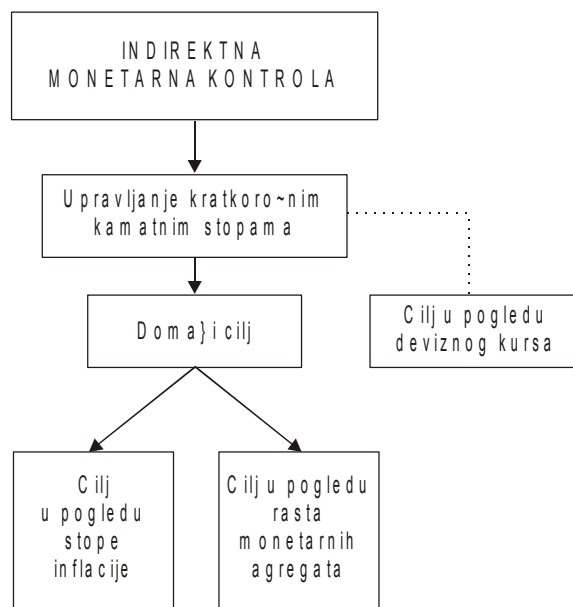 INDIREKTNA
MONETARNA KONTROLA
Upravljanje kratkoro~nim
kamatnim stopama
Doma}i cilj
Cilj u pogledu
deviznog kursa
Cilj
u pogledu
stope
inflacije
Cilj u pogledu
rasta
monetarnih
agregata